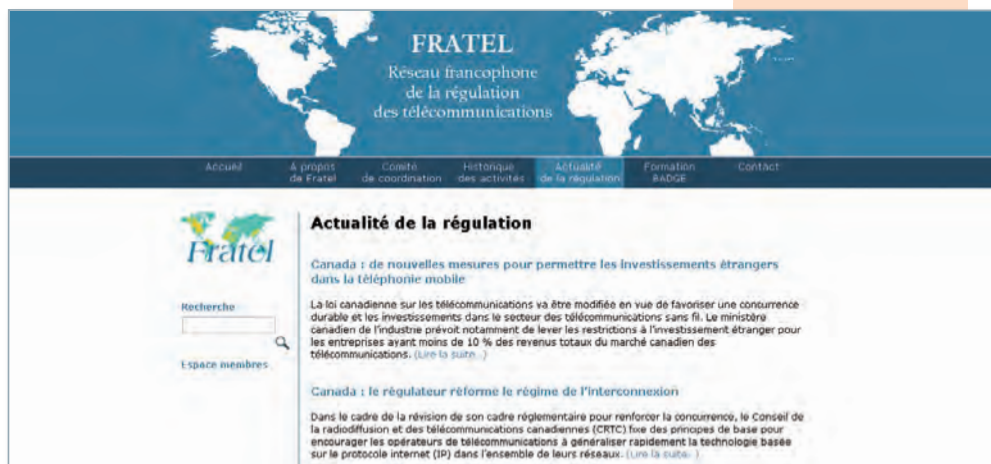 FRATEL
Réseau francophone
de la régulation
des télécommunications
Accueil
A propos
de Fratel
Comité
de coordination
Historique
des activités
Actualité
de la régulation
Formation
BADGE
Contact
Fratel
Recherche
Espace membres
Actualité de la régulation
Canada : de nouvelles mesures pour permettre les investissements étrangers
dans la téléphonie mobile
La loi canadienne sur les télécommunications va être modifiée en vue de favoriser une concurrence
durable et les investissements dans le secteur des télécommunications sans fil. Le ministère
canadien de l'industrie prévoit notamment de lever les restrictions à l'investissement étranger pour
les entreprises ayant moins de 10 % des revenus totaux du marché canadien des
télécommunications. (Lire la suite...)
Canada : le régulateur réforme le régime de l'interconnexion
Dans le cadre de la révision de son cadre réglementaire pour renforcer la concurrence, le Conseil de
la radiodiffusion et des télécommunications canadiennes (CRTC) fixe des principes de base pour
encourager les opérateurs de télécommunications à généraliser rapidement la technologie basée
sur le protocole internet (IP) dans l'ensemble de leurs réseaux. (Lire la suite...)